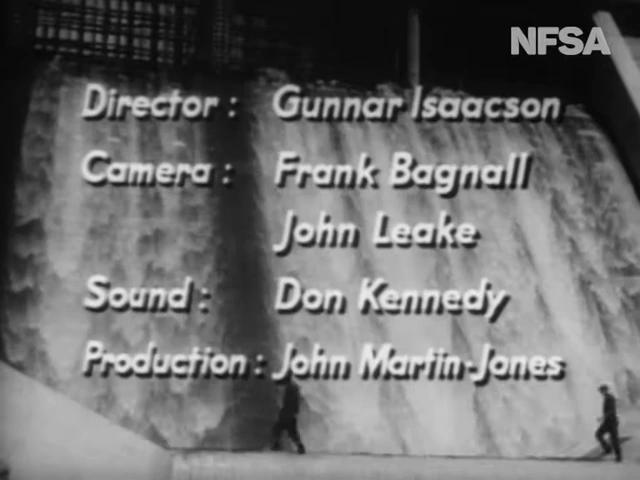 NFSA
Director : Gunnar Isaacson
Camera : Frank Bagnall
John Leake
Sound : Don Kennedy
Production : John Martin-Jones